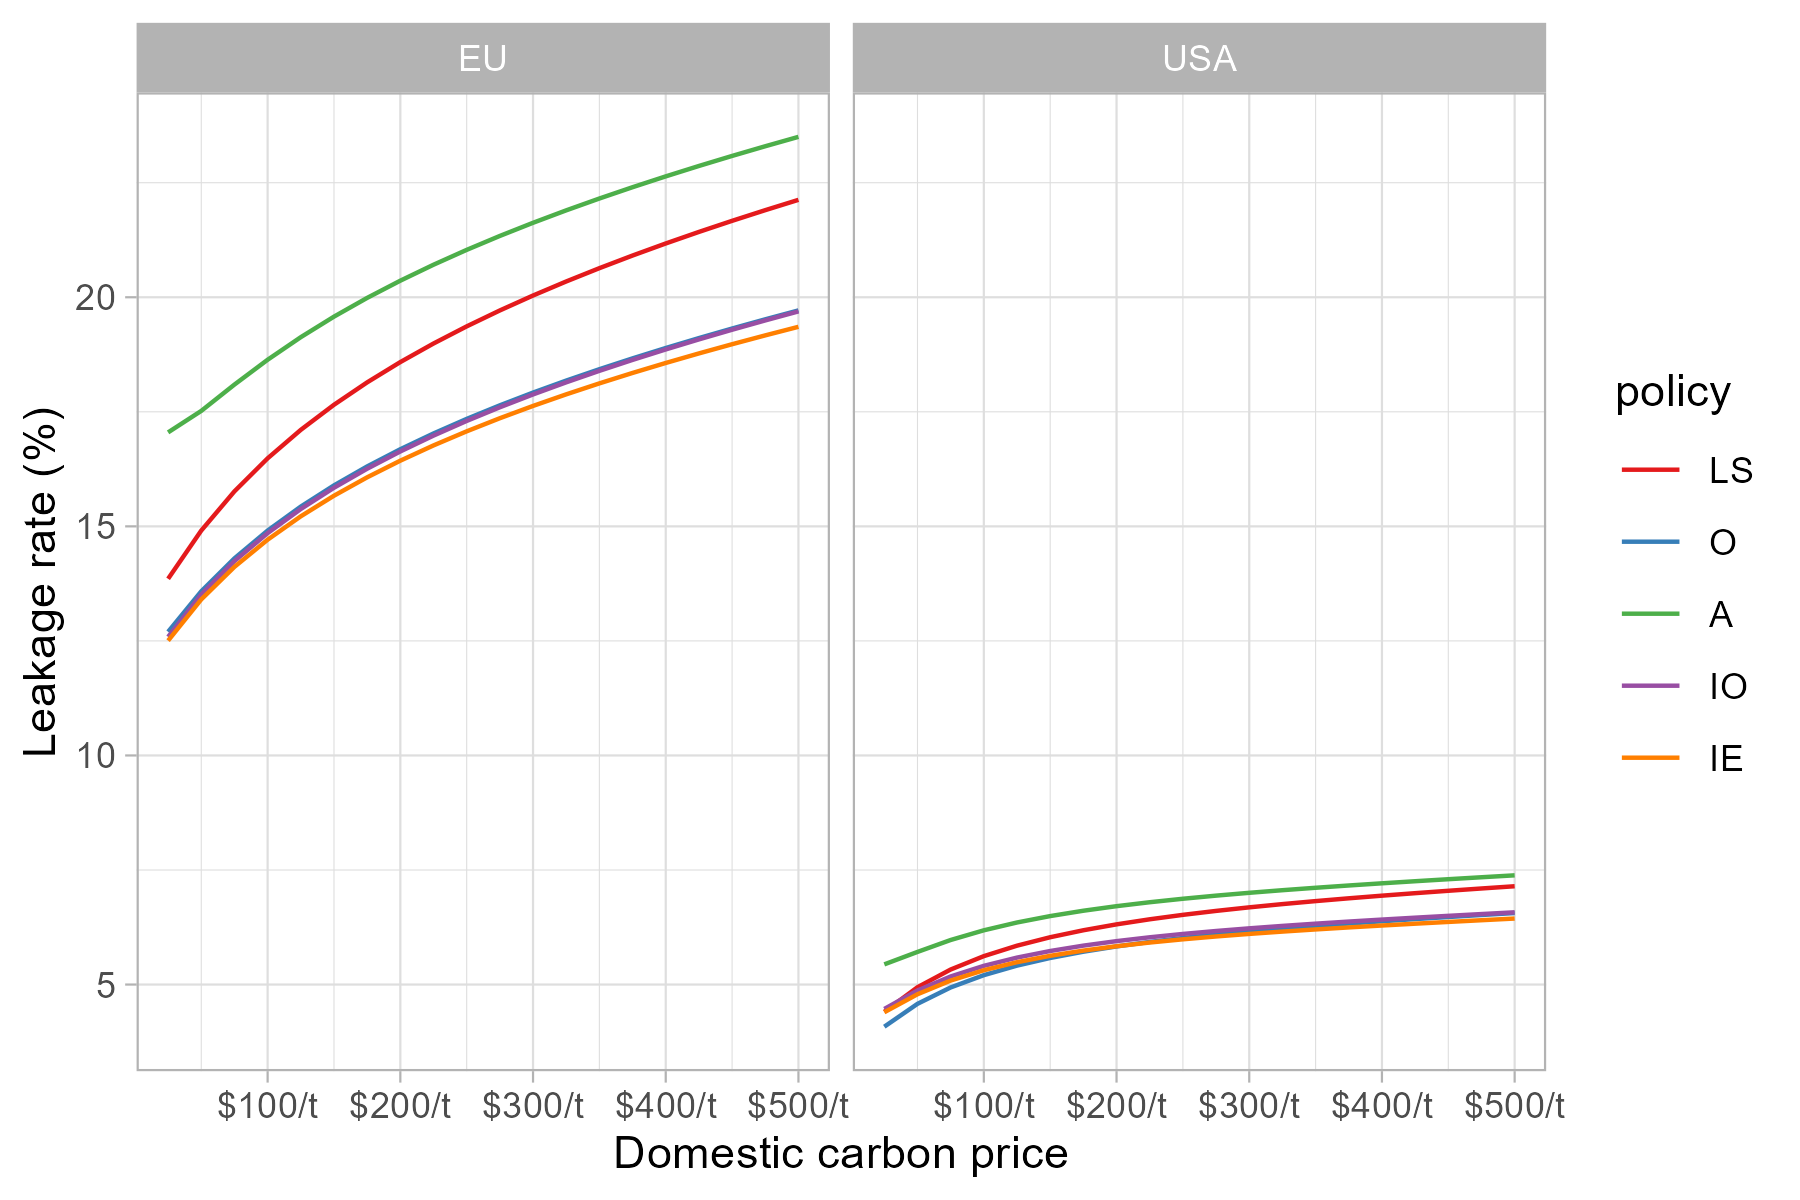 EU
USA
Leakage rate (%)
20
15
10
5
$100/t $200/t $300/t $400/t $500/t
$100/t $200/t $300/t $400/t $500/t
Domestic carbon price
policy
LS
O
A
IO
IE